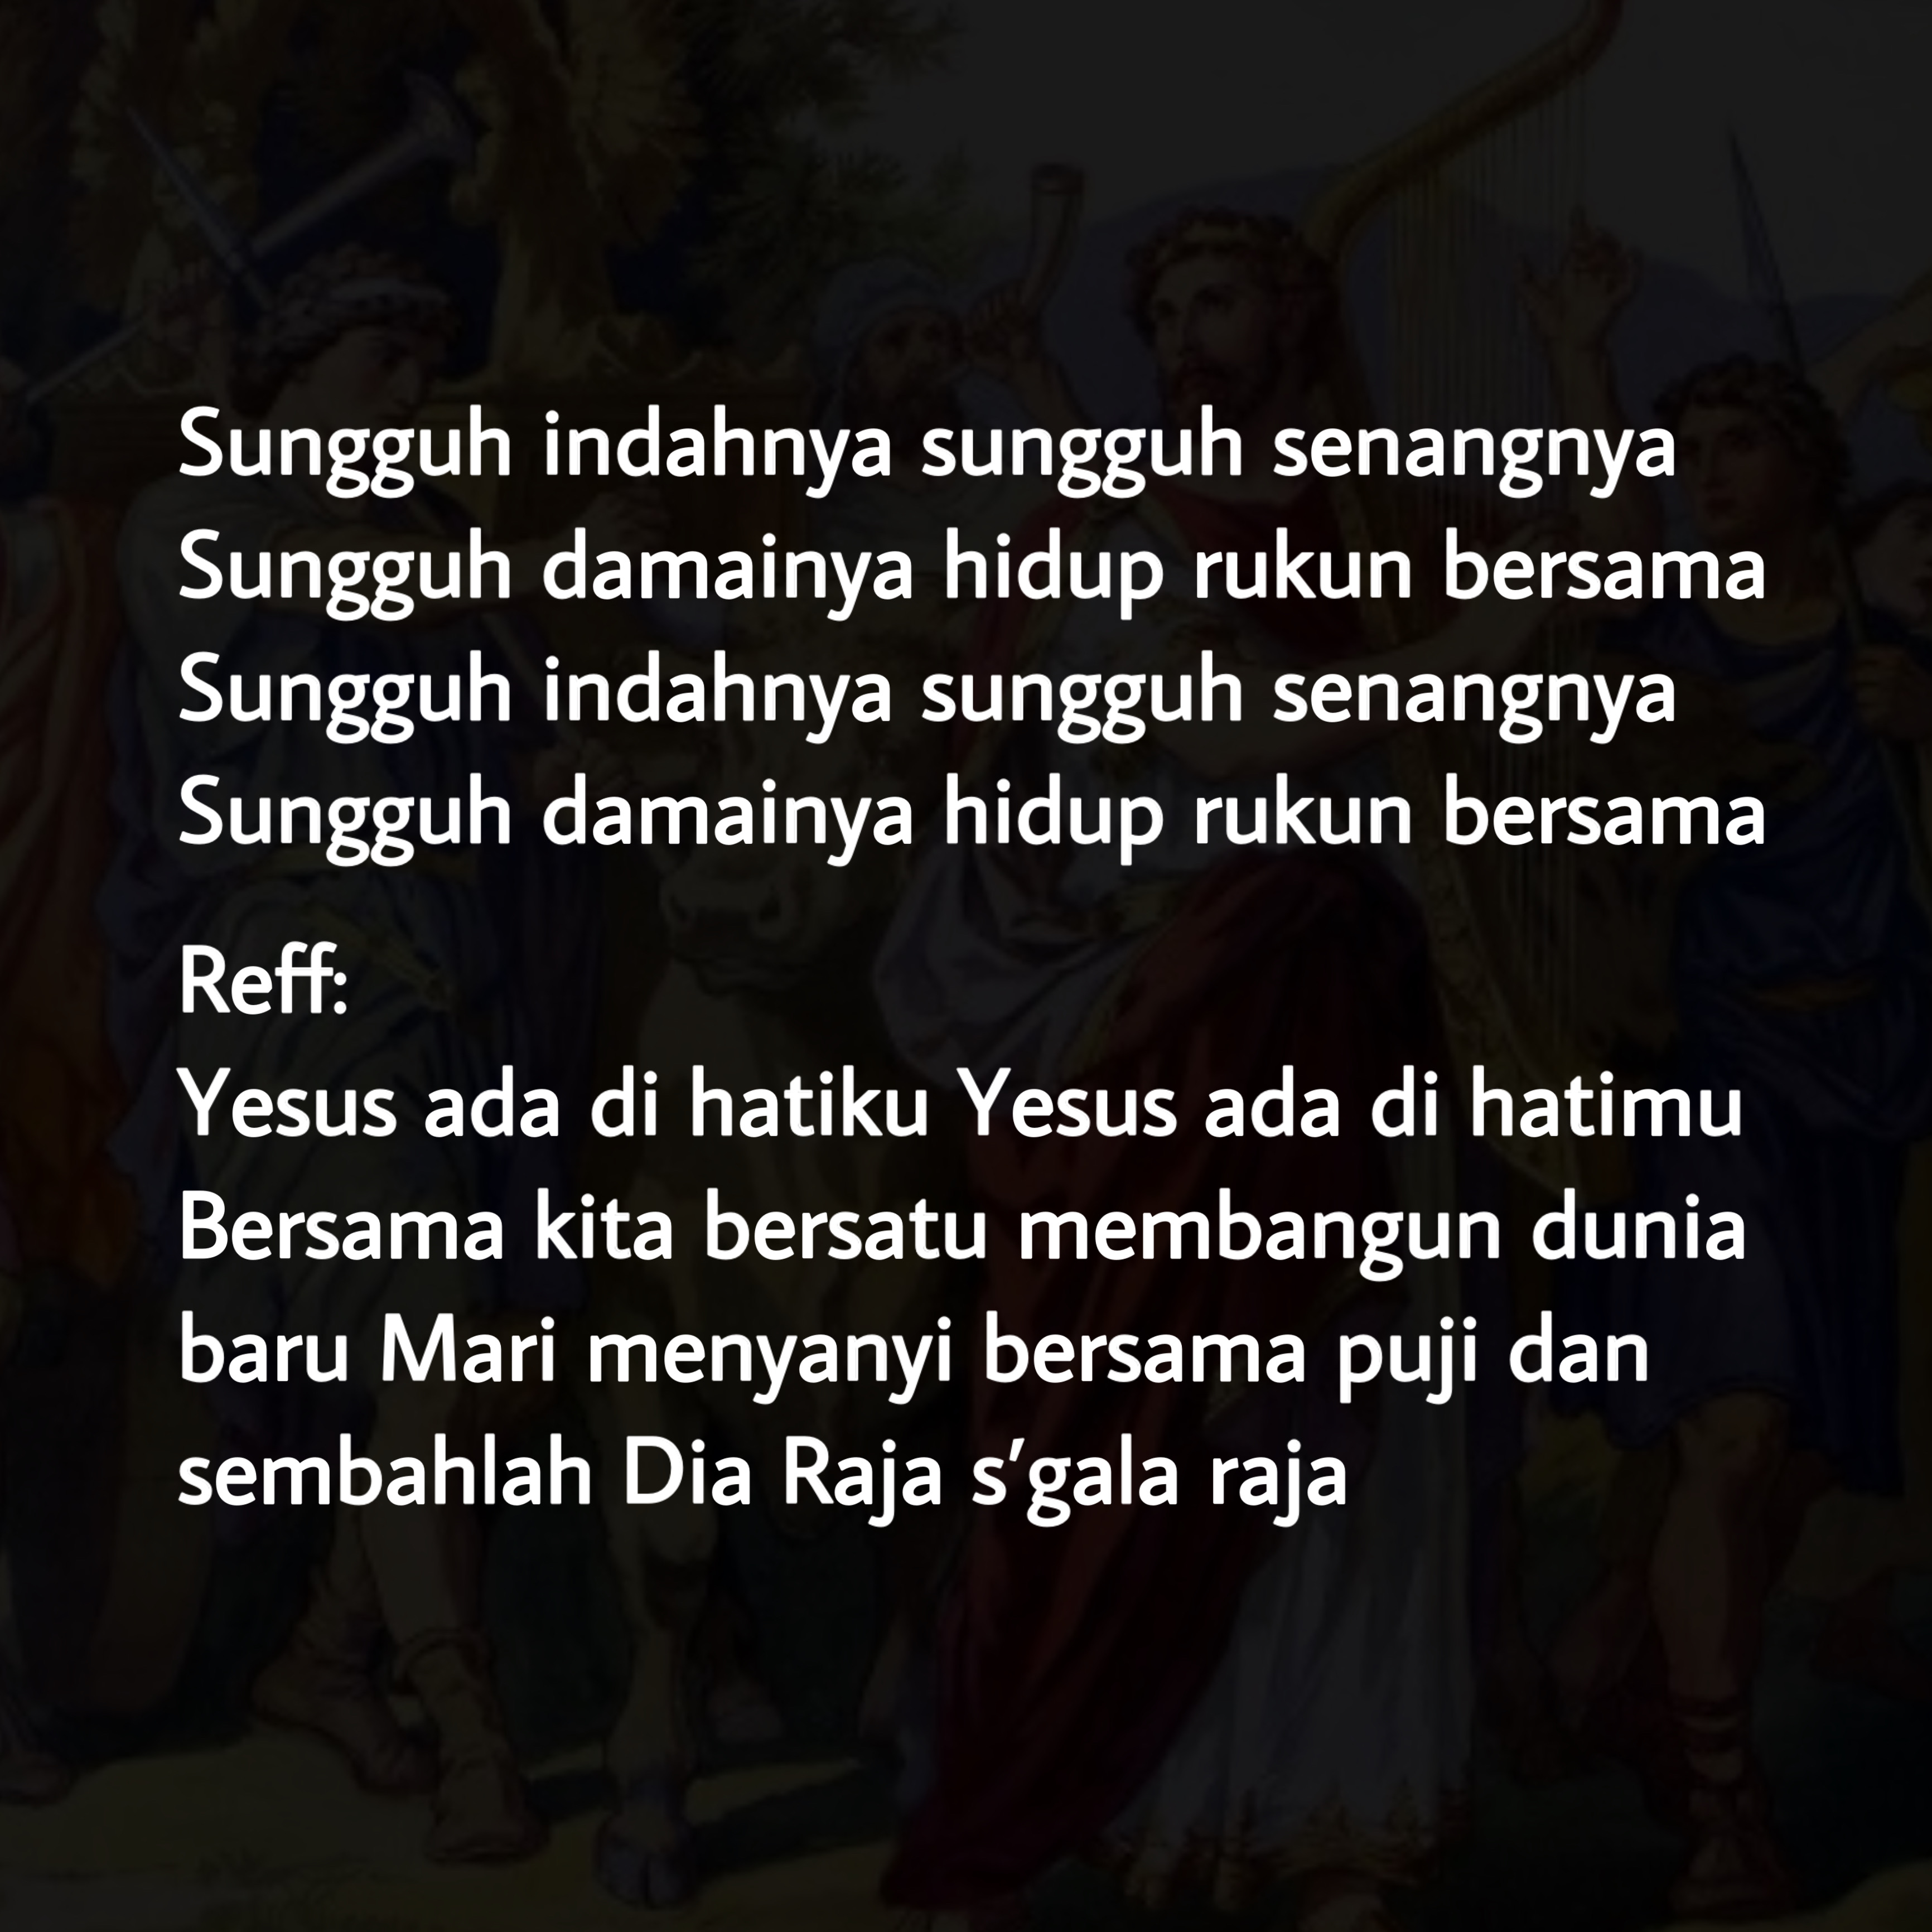 Sungguh indahnya sungguh senangnya
Sungguh damainya hidup rukun bersama
Sungguh indahnya sungguh senangnya
Sungguh damainya hidup rukun bersama
Reff:
Yesus ada di hatiku Yesus ada di hatimu
Bersama kita bersatu membangun dunia
baru Mari menyanyi bersama puji dan
sembahlah Dia Raja s'gala raja